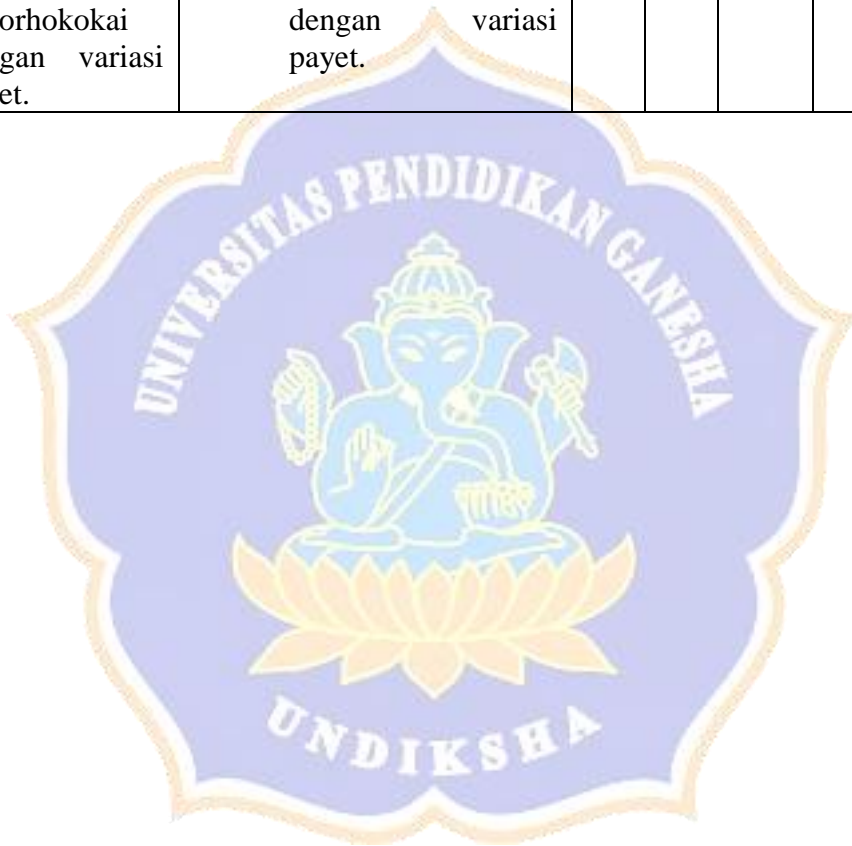 orhokokai
gan variasi
et.
dengan variasi
payet.
UNIVERSITAS PENDIDIKAN GANESHA
UNDIKSHA